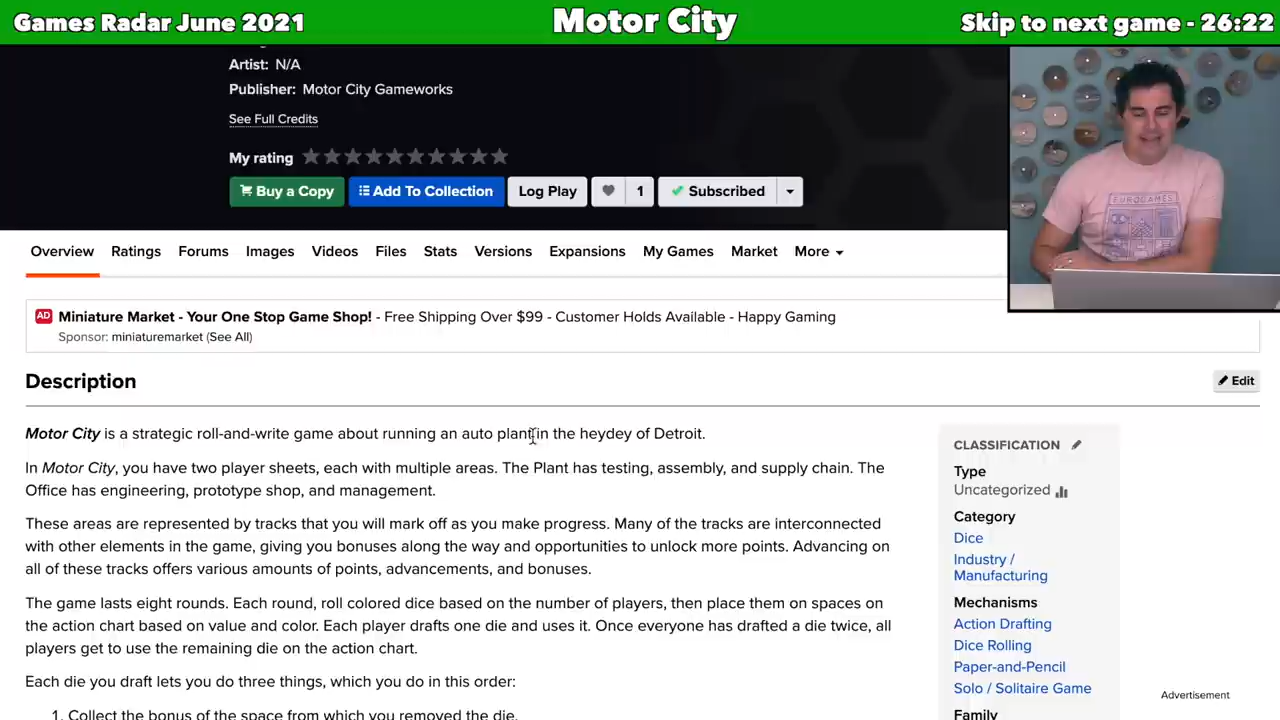 Games Radar June 2021
Motor City
Skip to next game - 26:22
Artist: N/A
Publisher: Motor City Gameworks
See Full Credits
My rating
Buy a Copy
Add To Collection
Log Play
1
Subscribed
Overview
Ratings
Forums
Images
Videos
Files
Stats
Versions
Expansions
My Games
Market
More
EUROGAMES
AD
Miniature Market - Your One Stop Game Shop! - Free Shipping Over $99 - Customer Holds Available - Happy Gaming
Sponsor: miniaturemarket (See All)
Description
Edit
Motor City is a strategic roll-and-write game about running an auto plant in the heydey of Detroit.
In Motor City, you have two player sheets, each with multiple areas. The Plant has testing, assembly, and supply chain. The
Office has engineering, prototype shop, and management.
These areas are represented by tracks that you will mark off as you make progress. Many of the tracks are interconnected
with other elements in the game, giving you bonuses along the way and opportunities to unlock more points. Advancing on
all of these tracks offers various amounts of points, advancements, and bonuses.
The game lasts eight rounds. Each round, roll colored dice based on the number of players, then place them on spaces on
the action chart based on value and color. Each player drafts one die and uses it. Once everyone has drafted a die twice, all
players get to use the remaining die on the action chart.
Each die you draft lets you do three things, which you do in this order:
1. Collect the bonus of the space from which you removed the die.
CLASSIFICATION
Type
Uncategorized
Category
Dice
Industry /
Manufacturing
Mechanisms
Action Drafting
Dice Rolling
Paper-and-Pencil
Solo / Solitaire Game
Family
Advertisement